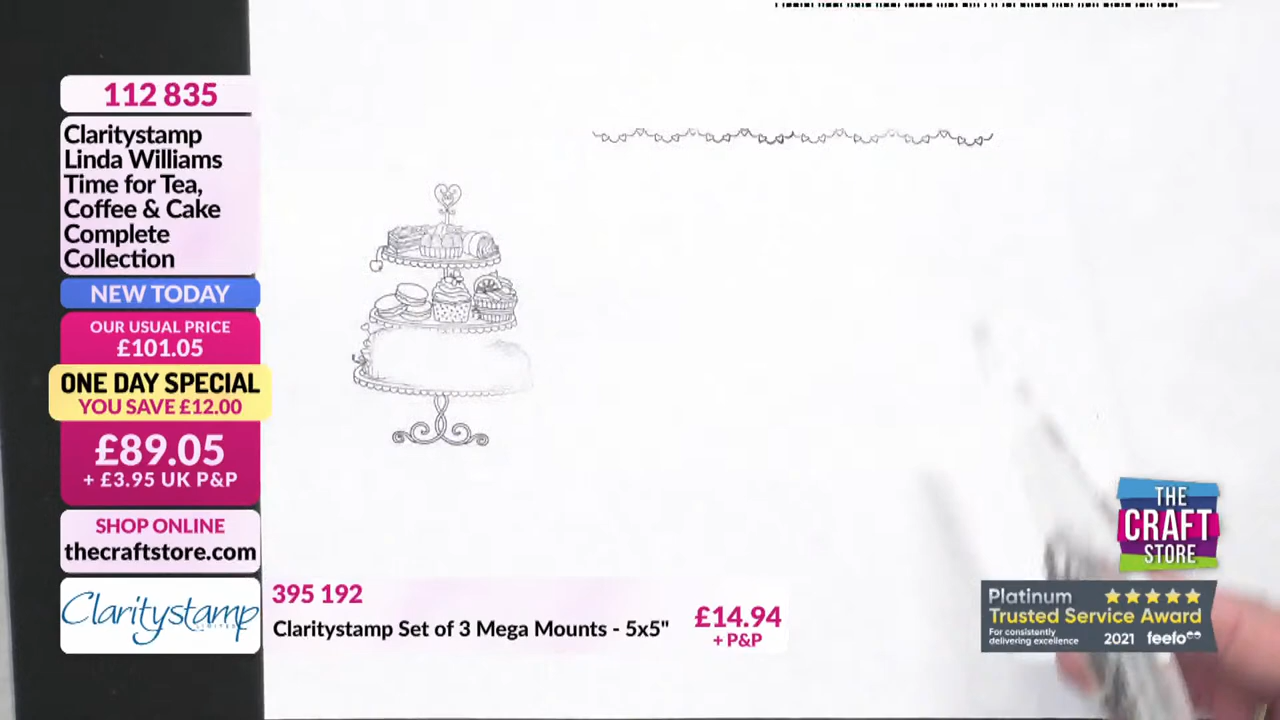 112 835
Claritystamp
Linda Williams
Time for Tea,
Coffee & Cake
Complete
Collection
NEW TODAY
OUR USUAL PRICE
£101.05
ONE DAY SPECIAL
YOU SAVE £12.00
£89.05
+ £3.95 UK P&P
SHOP ONLINE
thecraftstore.com
Claritystamp
LIMITED
395 192
Claritystamp Set of 3 Mega Mounts - 5x5"
£14.94
+ P&P
THE
CRAFT
STORE
Platinum
Trusted Service Award
For consistently
delivering excellence
2021 feefo